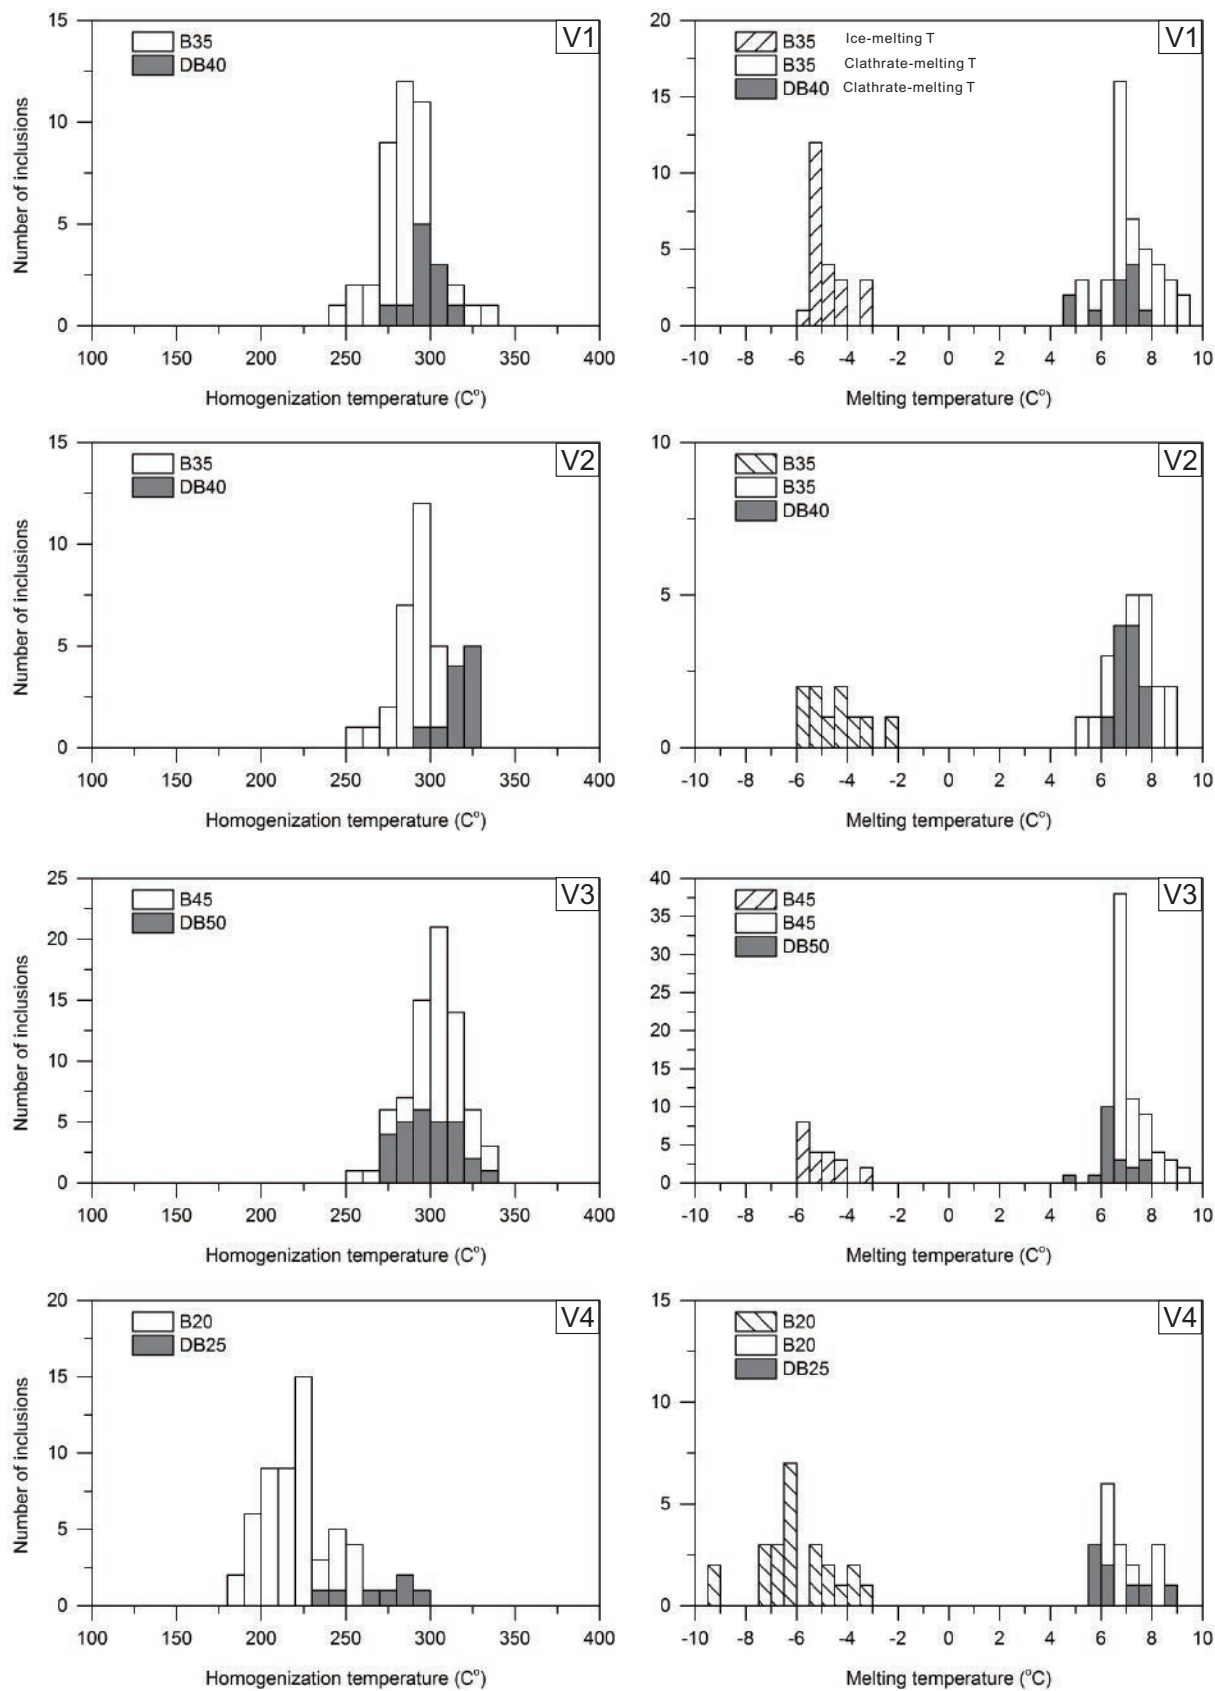 15
V1
B35
DB40
10
5
0
100 150 200 250 300 350 400
Number of inclusions
Homogenization temperature (C°)
20
V1
B35 Ice-melting T
B35 Clathrate-melting T
DB40 Clathrate-melting T
15
10
5
0
-10 -8 -6 -4 -2 0 2 4 6 8 10
Melting temperature (C°)
15
V2
B35
DB40
10
5
0
100 150 200 250 300 350 400
Number of inclusions
Homogenization temperature (C°)
10
V2
B35
B35
DB40
5
0
-10 -8 -6 -4 -2 0 2 4 6 8 10
Melting temperature (C°)
25
V3
B45
DB50
20
15
10
5
0
100 150 200 250 300 350 400
Number of inclusions
Homogenization temperature (C°)
40
V3
B45
B45
DB50
35
30
25
20
15
10
5
0
-10 -8 -6 -4 -2 0 2 4 6 8 10
Melting temperature (C°)
20
V4
B20
DB25
15
10
5
0
100 150 200 250 300 350 400
Number of inclusions
Homogenization temperature (C°)
15
V4
B20
B20
DB25
10
5
0
-10 -8 -6 -4 -2 0 2 4 6 8 10
Melting temperature (°C)